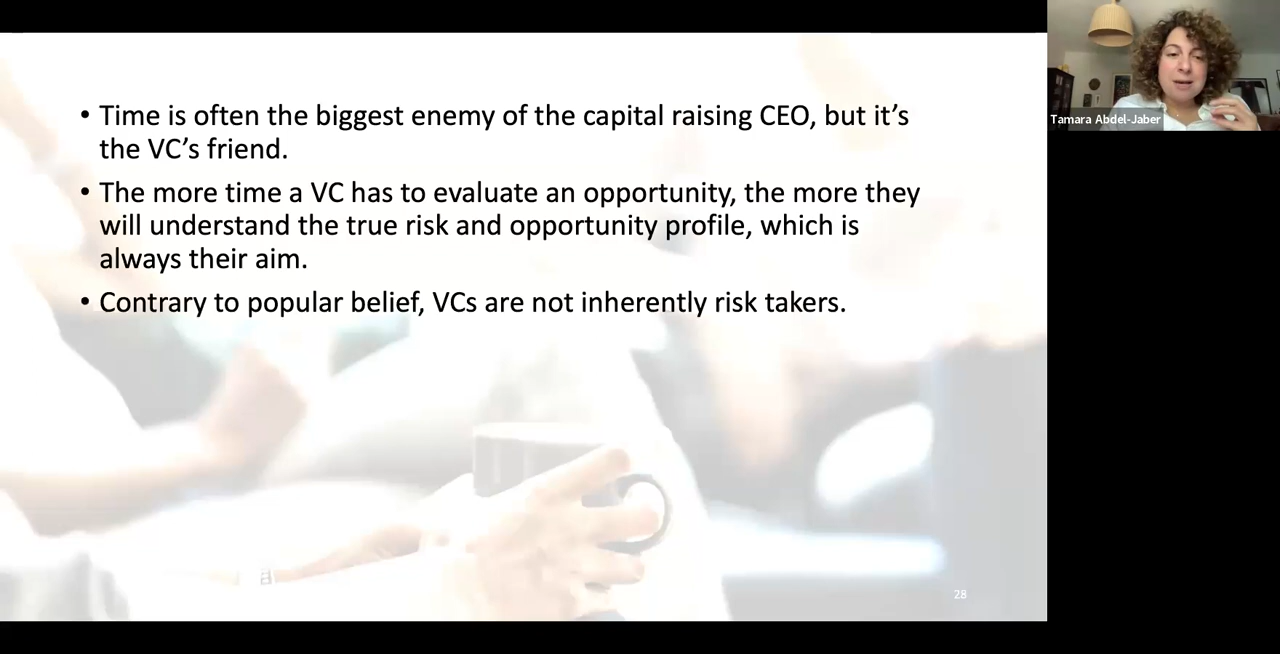 • Time is often the biggest enemy of the capital raising CEO, but it’s
the VC’s friend.
• The more time a VC has to evaluate an opportunity, the more they
will understand the true risk and opportunity profile, which is
always their aim.
• Contrary to popular belief, VCs are not inherently risk takers.
28
Tamara Abdel-Jaber